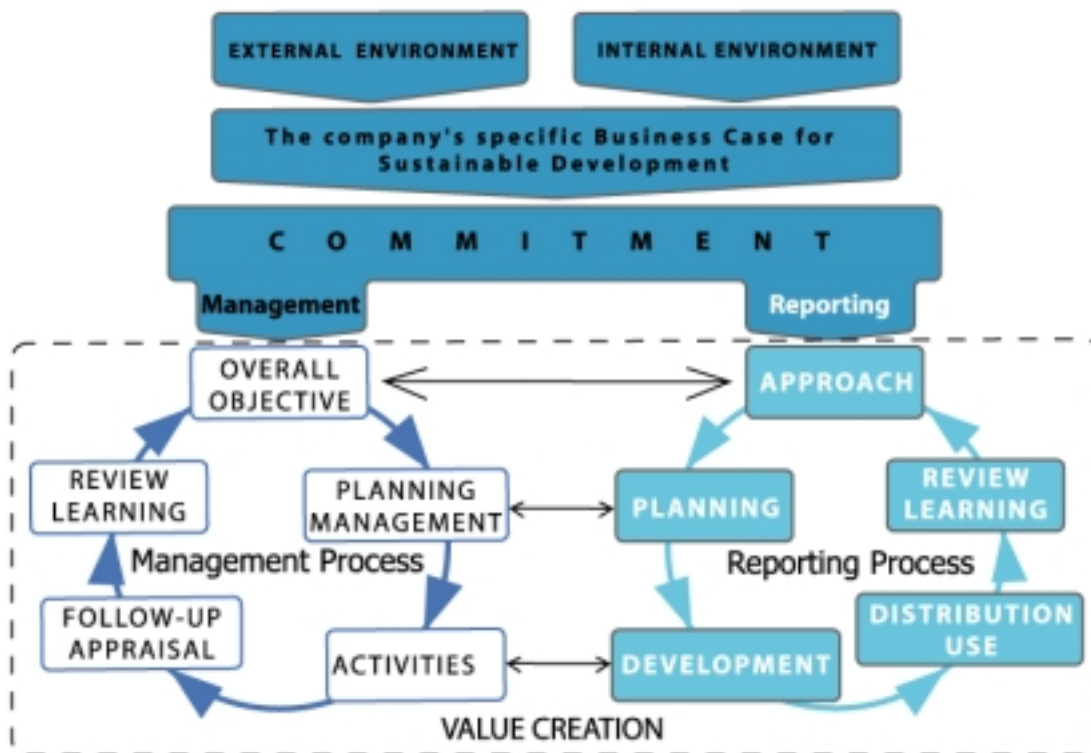 EXTERNAL ENVIRONMENT
INTERNAL ENVIRONMENT
The company's specific Business Case for
Sustainable Development
COMMITMENT
Management
Reporting
OVERALL
OBJECTIVE
APPROACH
REVIEW
LEARNING
PLANNING
MANAGEMENT
PLANNING
REVIEW
LEARNING
Management Process
Reporting Process
FOLLOW-UP
APPRAISAL
ACTIVITIES
DEVELOPMENT
DISTRIBUTION
USE
VALUE CREATION